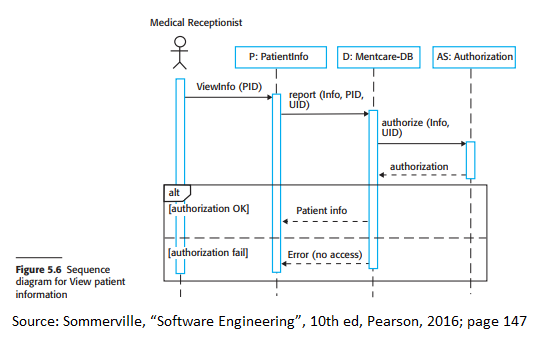 Medical Receptionist
P: PatientInfo
D: Mentcare-DB
AS: Authorization
ViewInfo (PID)
report (Info, PID,
UID)
authorize (Info,
UID)
authorization
alt
[authorization OK]
Patient info
[authorization fail]
Error (no access)
Figure 5.6 Sequence
diagram for View patient
information
Source: Sommerville, “Software Engineering”, 10th ed, Pearson, 2016; page 147